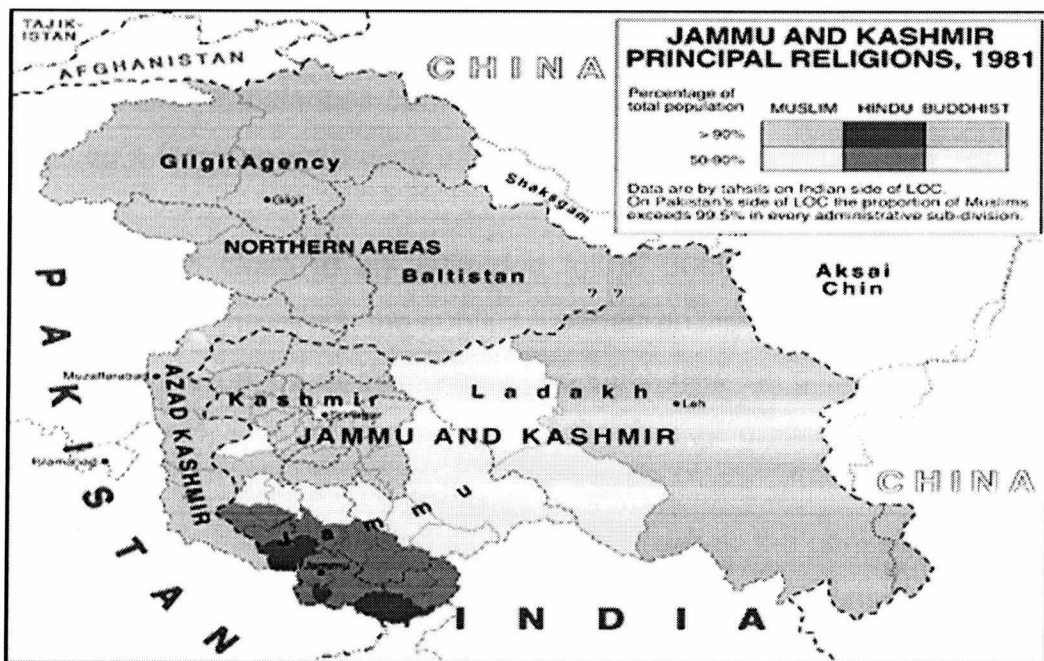 TAJIK-
ISTAN
AFGHANISTAN
CHINA
JAMMU AND KASHMIR
PRINCIPAL RELIGIONS, 1981
Percentage of
total population
MUSLIM HINDU BUDDHIST
>90%
50-90%
Data are by tahsils on Indian side of LOC.
On Pakistan's side of LOC the proportion of Muslims
exceeds 99.5% in every administrative sub-division.
Gilgit Agency
Gilgit
Shaksgam
NORTHERN AREAS
Baltistan
? ?
Aksai
Chin
PAKISTAN
Muzaffarabad
AZAD KASHMIR
Kashmir
Srinagar
Ladakh
Leh
JAMMU AND KASHMIR
Islamabad
CHINA
Jammu
Jammu
INDIA